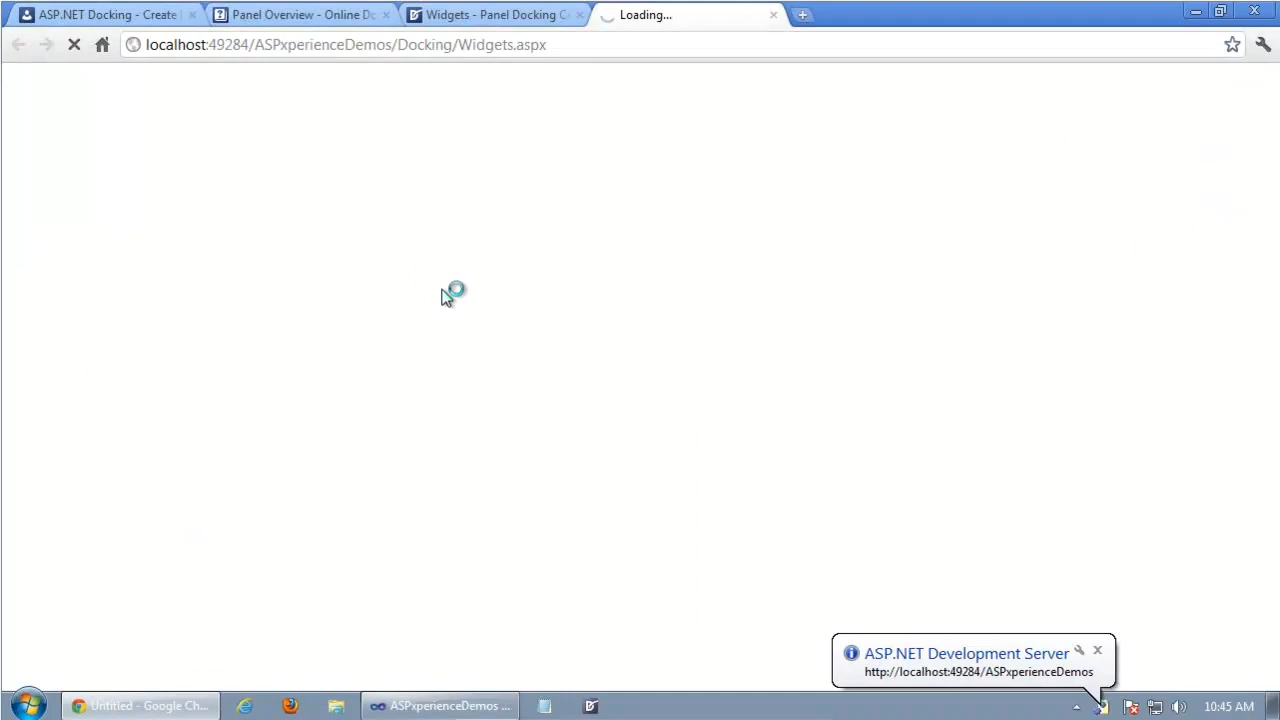 ASP.NET Docking - Create
Panel Overview - Online Do
Widgets - Panel Docking C
Loading...
localhost:49284/ASPxperienceDemos/Docking/Widgets.aspx
ASP.NET Development Server
http://localhost:49284/ASPxperienceDemos
Untitled - Google Ch...
ASPxperienceDemos ...
10:45 AM